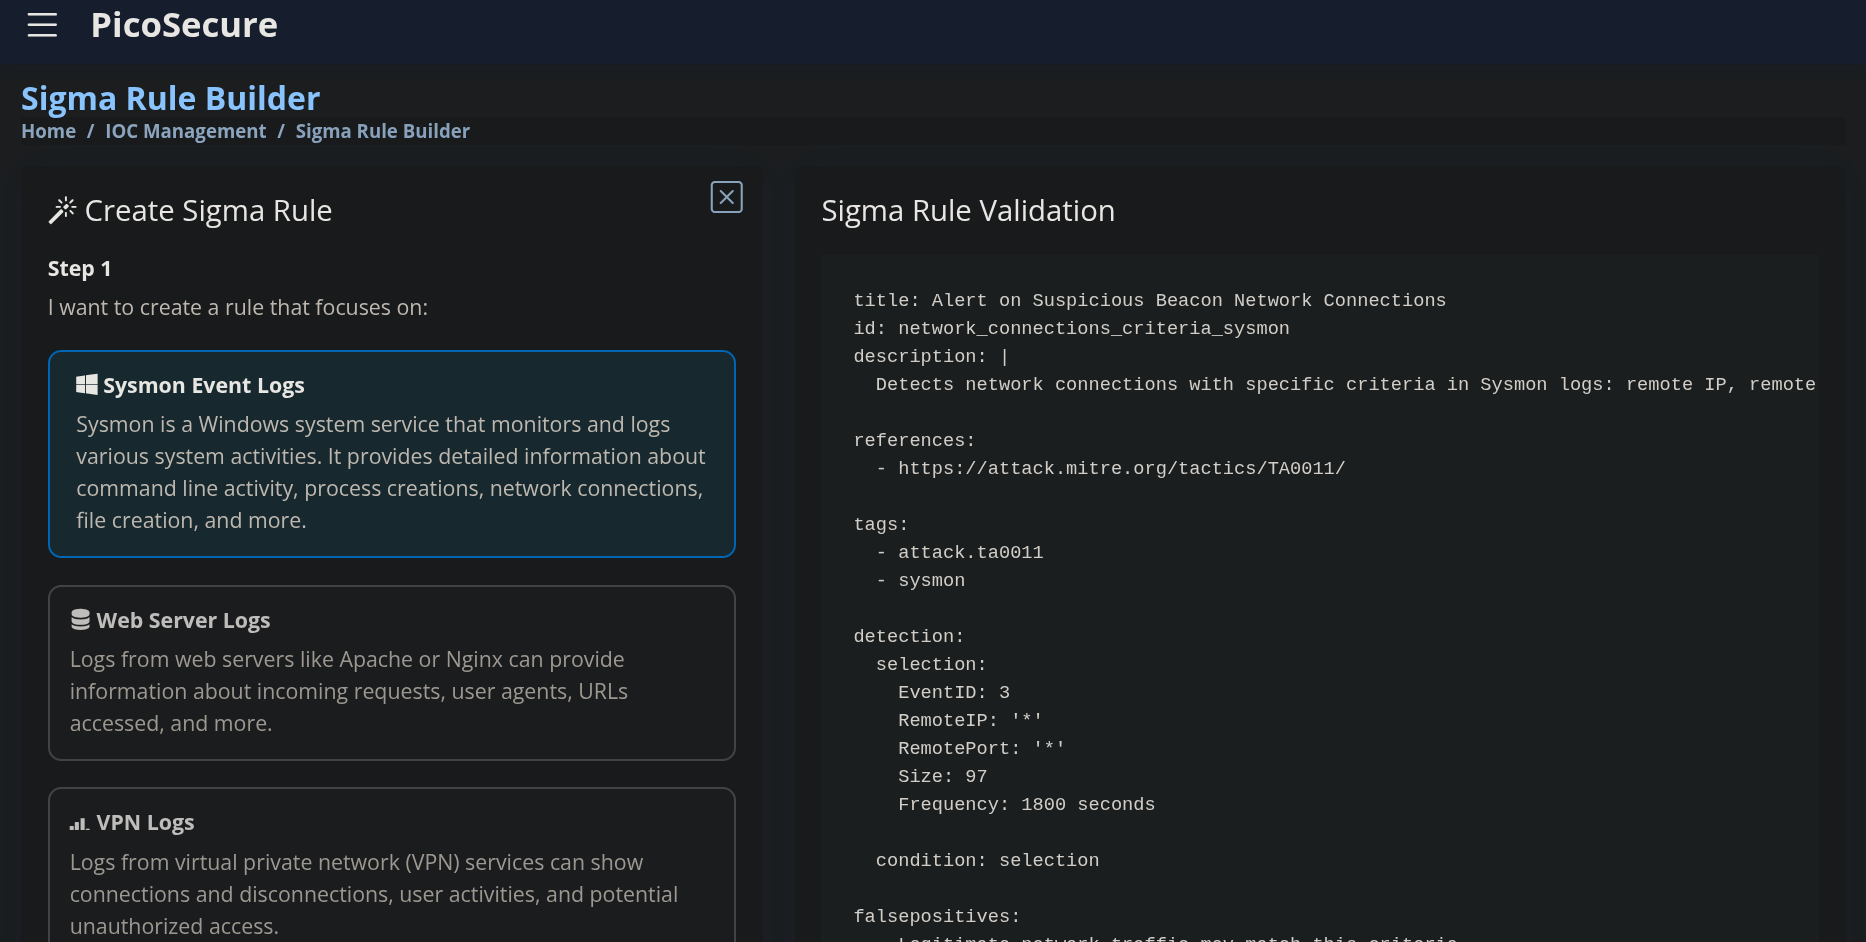 PicoSecure
Sigma Rule Builder
Home / IOC Management / Sigma Rule Builder
Create Sigma Rule
Step 1
I want to create a rule that focuses on:
Sysmon Event Logs
Sysmon is a Windows system service that monitors and logs
various system activities. It provides detailed information about
command line activity, process creations, network connections,
file creation, and more.
Web Server Logs
Logs from web servers like Apache or Nginx can provide
information about incoming requests, user agents, URLs
accessed, and more.
VPN Logs
Logs from virtual private network (VPN) services can show
connections and disconnections, user activities, and potential
unauthorized access.
Sigma Rule Validation
title: Alert on Suspicious Beacon Network Connections
id: network_connections_criteria_sysmon
description: |
Detects network connections with specific criteria in Sysmon logs: remote IP, remote
references:
- https://attack.mitre.org/tactics/TA0011/
tags:
- attack.ta0011
- sysmon
detection:
selection:
EventID: 3
RemoteIP: '*'
RemotePort: '*'
Size: 97
Frequency: 1800 seconds
condition: selection
falsepositives:
- Legitimate network traffic may match this criteria